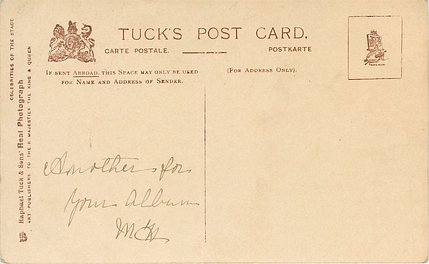 TUCK'S POST CARD.
CARTE POSTALE. POSTKARTE
IF SENT ABROAD, THIS SPACE MAY ONLY BE USED
FOR NAME AND ADDRESS OF SENDER.
(FOR ADDRESS ONLY).
Another for
your Album
CELEBRITIES OF THE STAGE
Raphael Tuck & Sons' Real Photograph
ART PUBLISHERS TO THEIR MAJESTIES THE KING & QUEEN